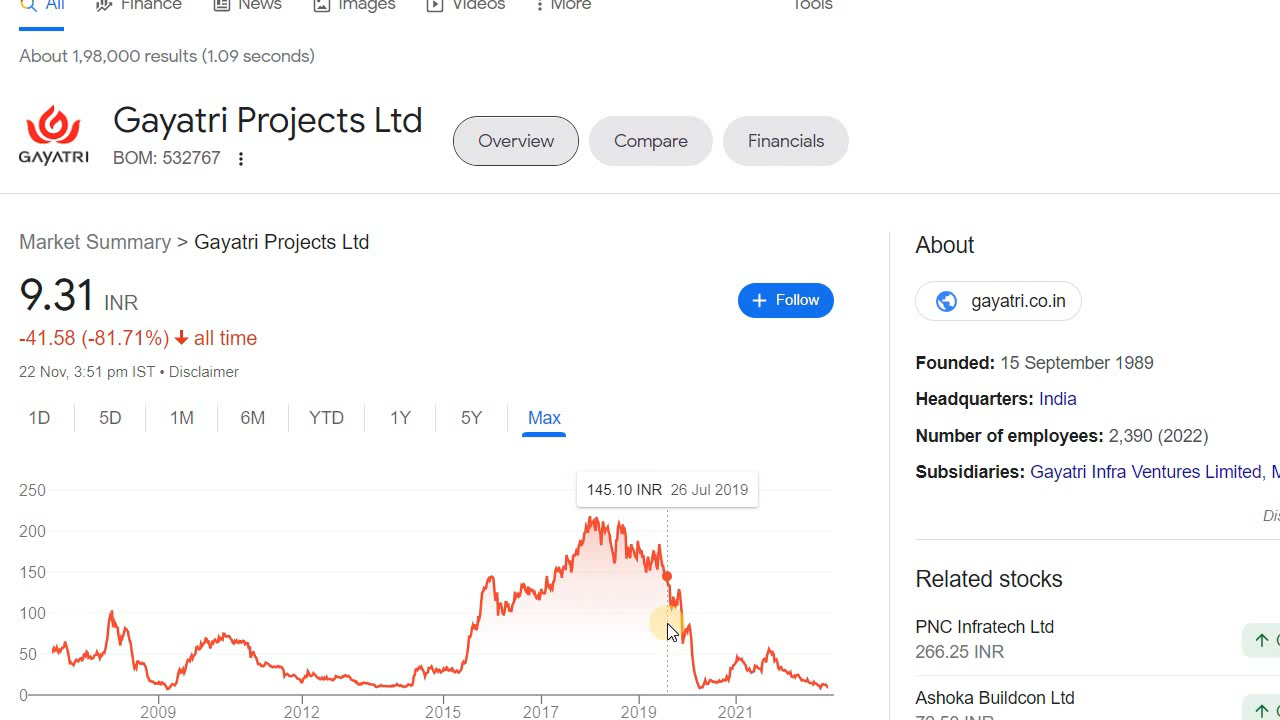 All Finance News Images Videos More Tools
About 1,98,000 results (1.09 seconds)
GAYATRI
Gayatri Projects Ltd
BOM: 532767
Overview Compare Financials
Market Summary > Gayatri Projects Ltd
9.31 INR
-41.58 (-81.71%) all time
22 Nov, 3:51 pm IST • Disclaimer
+ Follow
1D 5D 1M 6M YTD 1Y 5Y Max
145.10 INR 26 Jul 2019
250
200
150
100
50
0
2009 2012 2015 2017 2019 2021
About
gayatri.co.in
Founded: 15 September 1989
Headquarters: India
Number of employees: 2,390 (2022)
Subsidiaries: Gayatri Infra Ventures Limited,
Related stocks
PNC Infratech Ltd
266.25 INR
Ashoka Buildcon Ltd
INR